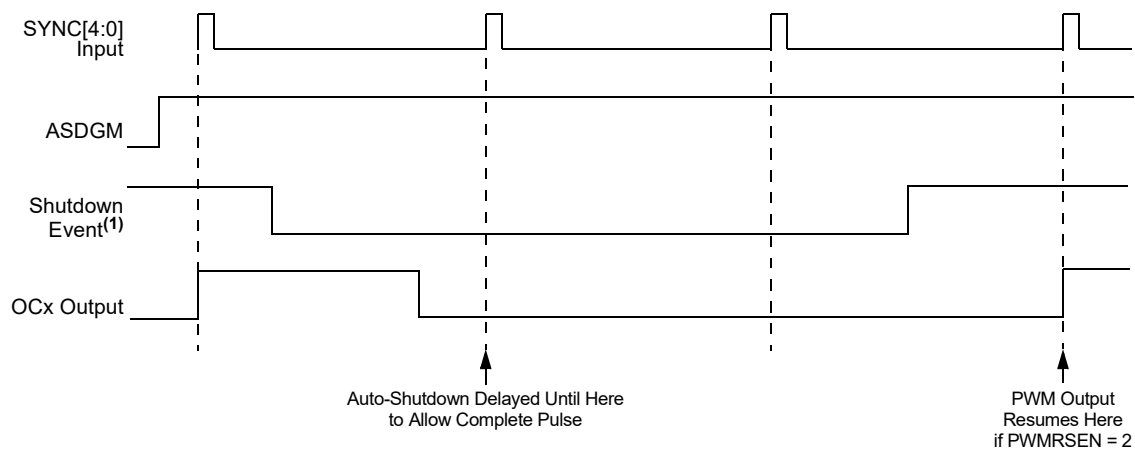 SYNC[4:0]
Input
ASDGM
Shutdown
Event(1)
OCx Output
Auto-Shutdown Delayed Until Here
to Allow Complete Pulse
PWM Output
Resumes Here
if PWMRSEN = 2